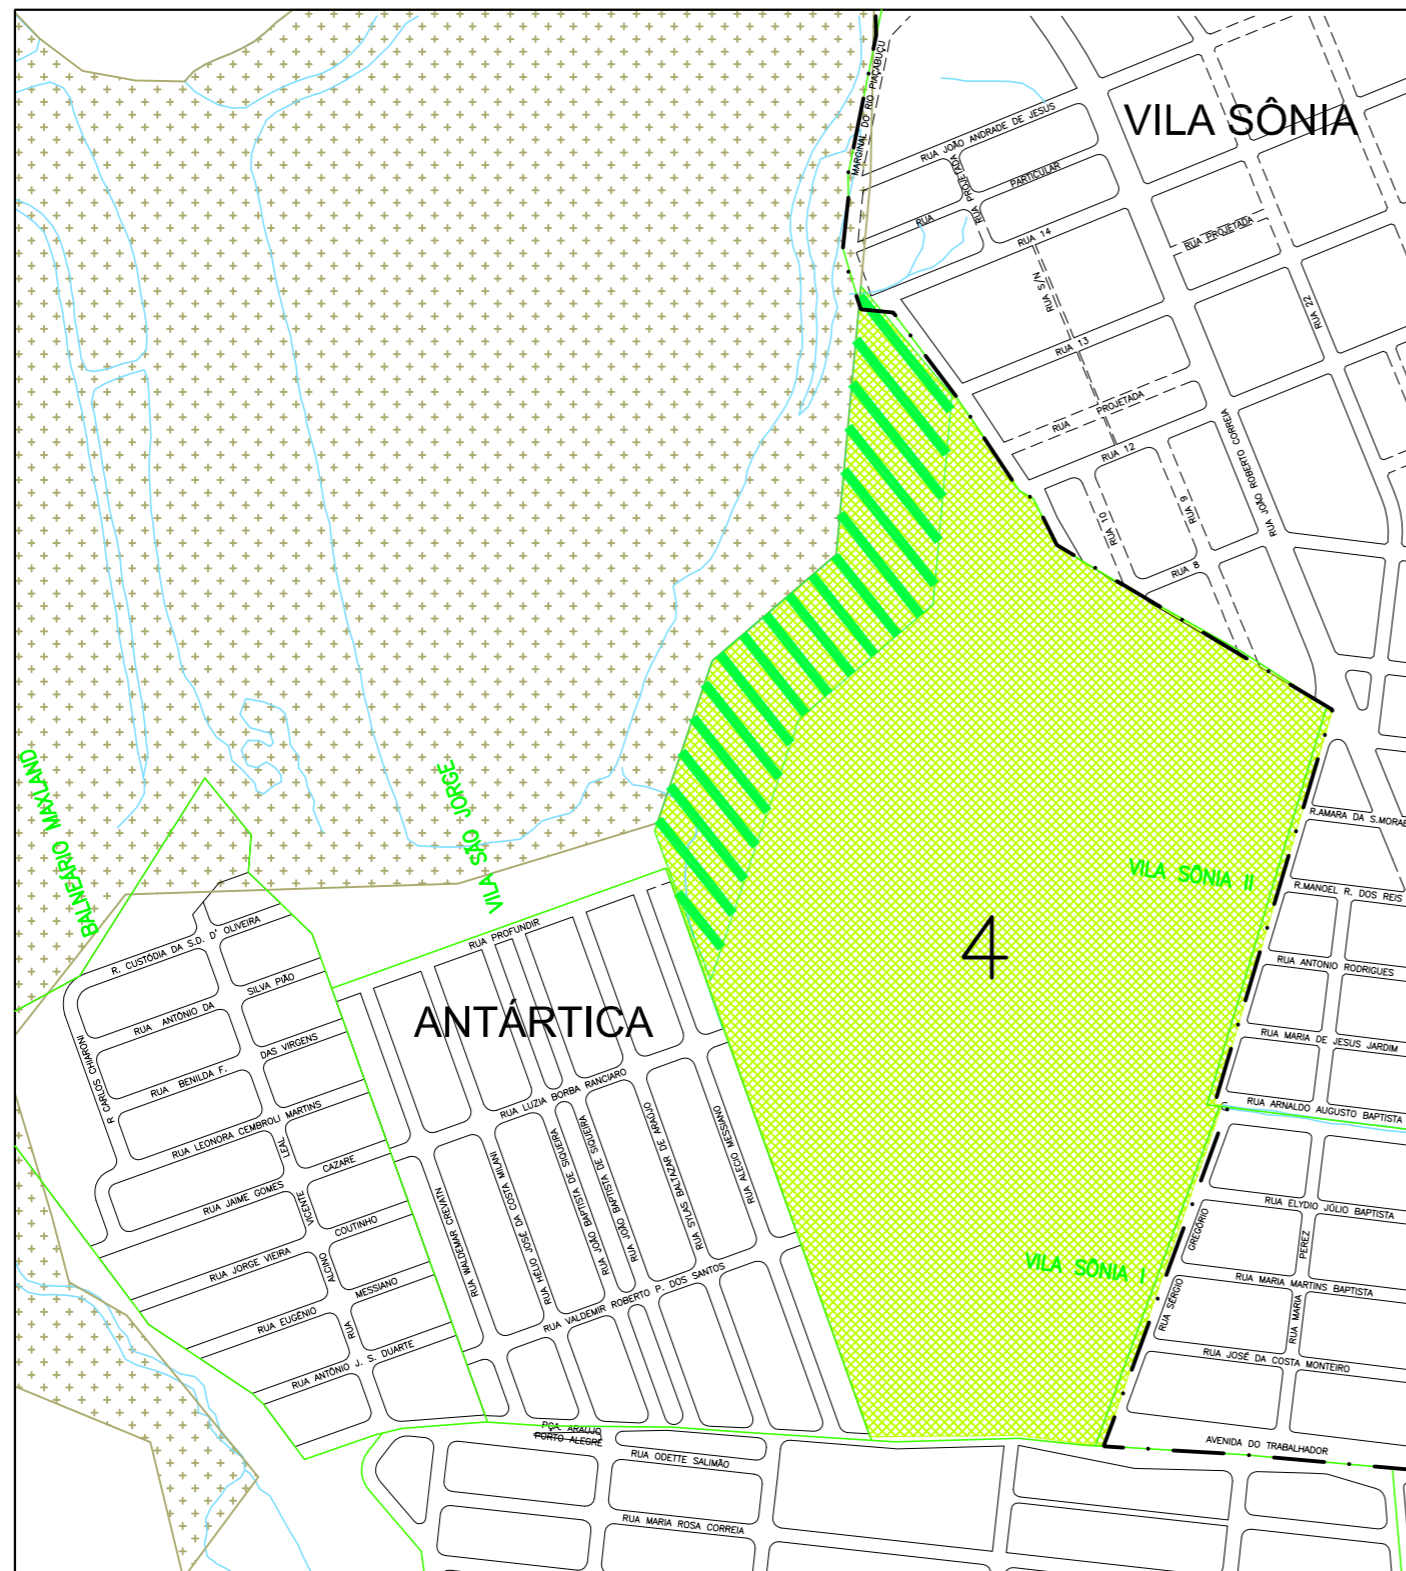 MARGINAL DO RIO PIAÇABUÇU
VILA SÔNIA
RUA JOÃO ANDRADE DE JESUS
RUA PROJETADA
PARTICULAR
RUA
RUA PROJETADA
RUA 14
RUA PROJETADA
RUA S/N
RUA 22
RUA 13
RUA PROJETADA
RUA 12
RUA JOÃO ROBERTO CORREIA
RUA 10
RUA 9
RUA 8
BALNEÁRIO MAXLAND
VILA SÃO JORGE
R.AMARA DA S.MORAE
VILA SÔNIA II
R.MANOEL R. DOS REIS
4
RUA ANTONIO RODRIGUES
RUA PROFUNDIR
R. CUSTÓDIA DA S.D. D' OLIVEIRA
SILVA PIÃO
RUA ANTÔNIO DA
ANTÁRTICA
RUA MARIA DE JESUS JARDIM
DAS VIRGENS
R CARLOS CHIARONI
RUA BENILDA F.
RUA LUZIA BORBA RANCIARO
RUA ARNALDO AUGUSTO BAPTISTA
RUA LEONORA CEMBROLI MARTINS
LEAL
CAZARE
RUA JAIME GOMES
VICENTE
COUTINHO
RUA WALDEMAR CREVATN
RUA HÉLIO JOSÉ DA COSTA MILANI
RUA JOÃO BAPTISTA DE SIQUEIRA
RUA JOÃO BAPTISTA DE SIQUEIRA
RUA SYLAS BALTAZAR DE ARAÚJO
RUA ALECIO MESSIANO
RUA ELYDIO JÚLIO BAPTISTA
GREGÓRIO
PEREZ
RUA JORGE VIEIRA
ALCINO
MESSIANO
VILA SÔNIA I
RUA MARIA MARTINS BAPTISTA
RUA SÉRGIO
RUA MARIA
RUA EUGÊNIO
RUA
RUA VALDEMIR ROBERTO P. DOS SANTOS
RUA JOSÉ DA COSTA MONTEIRO
RUA ANTÔNIO J. S. DUARTE
PÇA. ARAUJO
PORTO ALEGRE
AVENIDA DO TRABALHADOR
RUA ODETTE SALIMÃO
RUA MARIA ROSA CORREIA